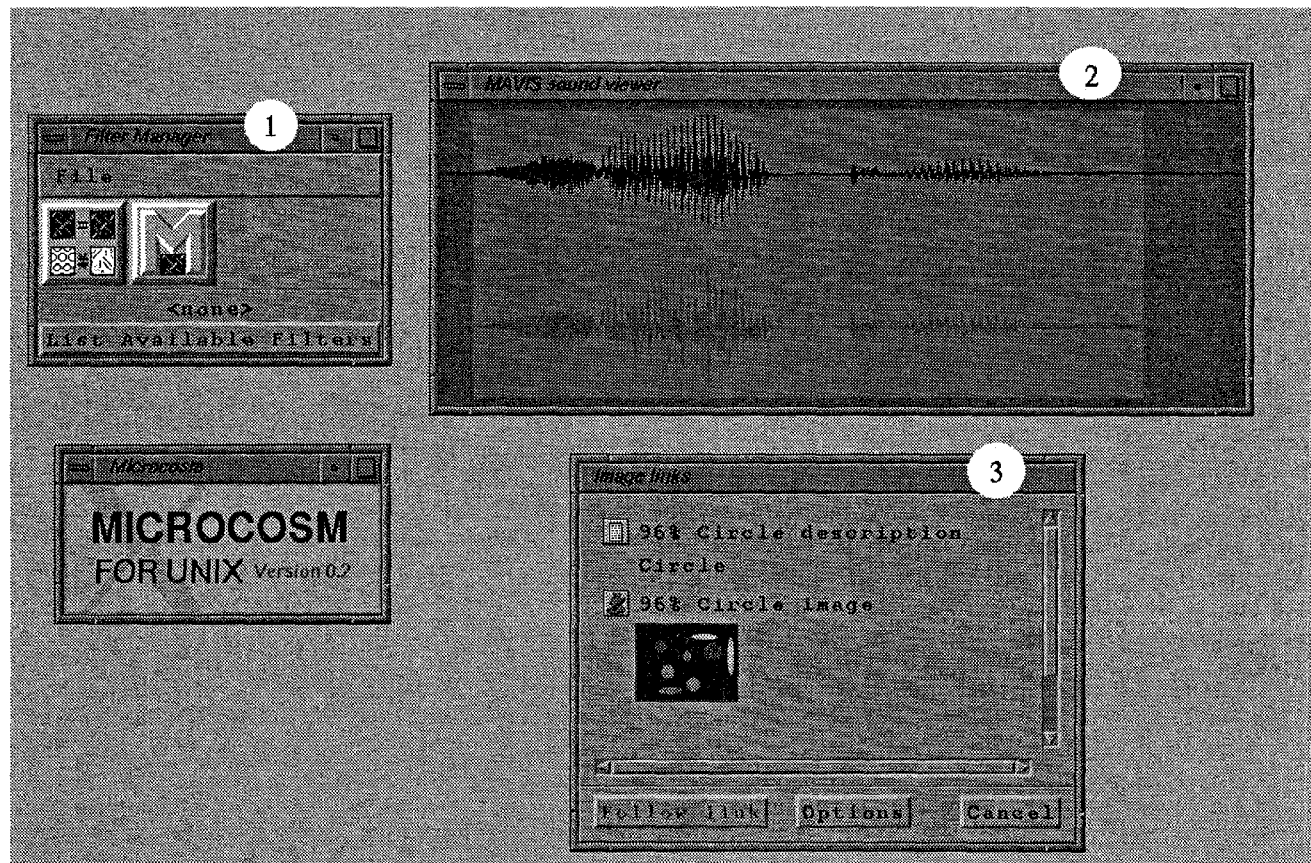 1
Filter Manager
File
<none>
List Available Filters
2
MAVIS sound viewer
Microcosm
MICROCOSM
FOR UNIX Version 0.2
3
Image links
96% Circle description
Circle
96% Circle image
Follow link
Options
Cancel